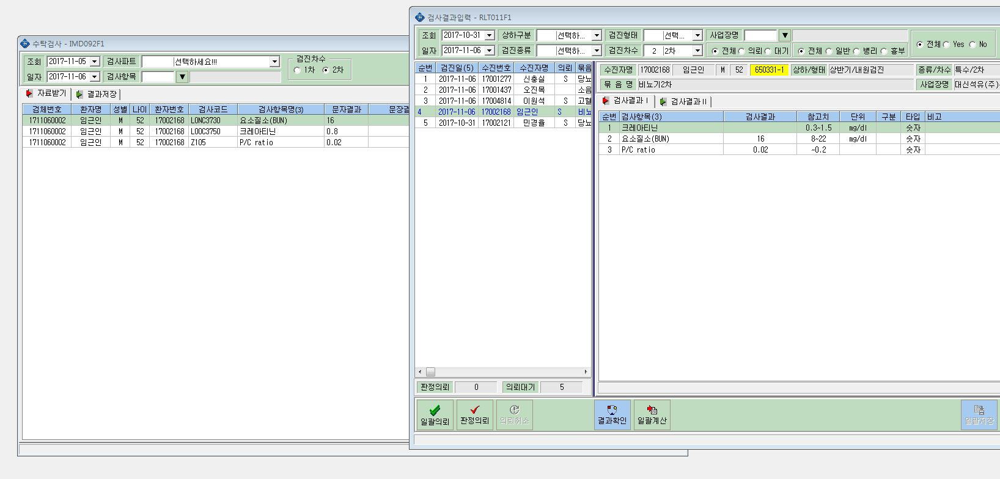 수탁검사 - IMD092F1
조회 2017-11-05 검사파트 선택하세요!!! 검진차수
일자 2017-11-06 검사항목 1차 2차
자료받기 결과저장
검체번호 환자명 성별 나이 환자번호 검사코드 검사항목명(3) 문자결과 문장결
1711060002 임근인 M 52 17002168 LONC3730 요소질소(BUN) 16
1711060002 임근인 M 52 17002168 LOOC3750 크레아티닌 0.8
1711060002 임근인 M 52 17002168 Z105 P/C ratio 0.02
검사결과입력 - RLT011F1
조회 2017-10-31 상하구분 선택하... 검진형태 선택... 사업장명
일자 2017-11-06 검진종류 선택하... 검진차수 2 2차 전체 의뢰 대기 전체 일반 병리 흉부 전체 Yes No
순번 검진일(5) 수진번호 수진자명 의뢰 묶음
1 2017-11-06 17001277 신충실 S 당뇨
2 2017-11-06 17001437 오진목 소음
3 2017-11-06 17004814 이원석 S 고혈
4 2017-11-06 17002168 임근인 S 비뇨
5 2017-10-31 17002121 민경율 S 당뇨
판정의뢰 0 의뢰대기 5
수진자명 17002168 임근인 M 52 650331-1 상하/형태 상반기/내원검진 종류/차수 특수/2차
묶 음 명 비뇨기2차 사업장명 대신석유(주)
검사결과 I 검사결과 II
순번 검사항목(3) 검사결과 참고치 단위 구분 타입 비고
1 크레아티닌 0.3~1.5 mg/dl 숫자
2 요소질소(BUN) 16 8~22 mg/dl 숫자
3 P/C ratio 0.02 ~0.2 숫자
일괄의뢰 판정의뢰 의뢰취소 결과확인 일괄계산 일괄저장